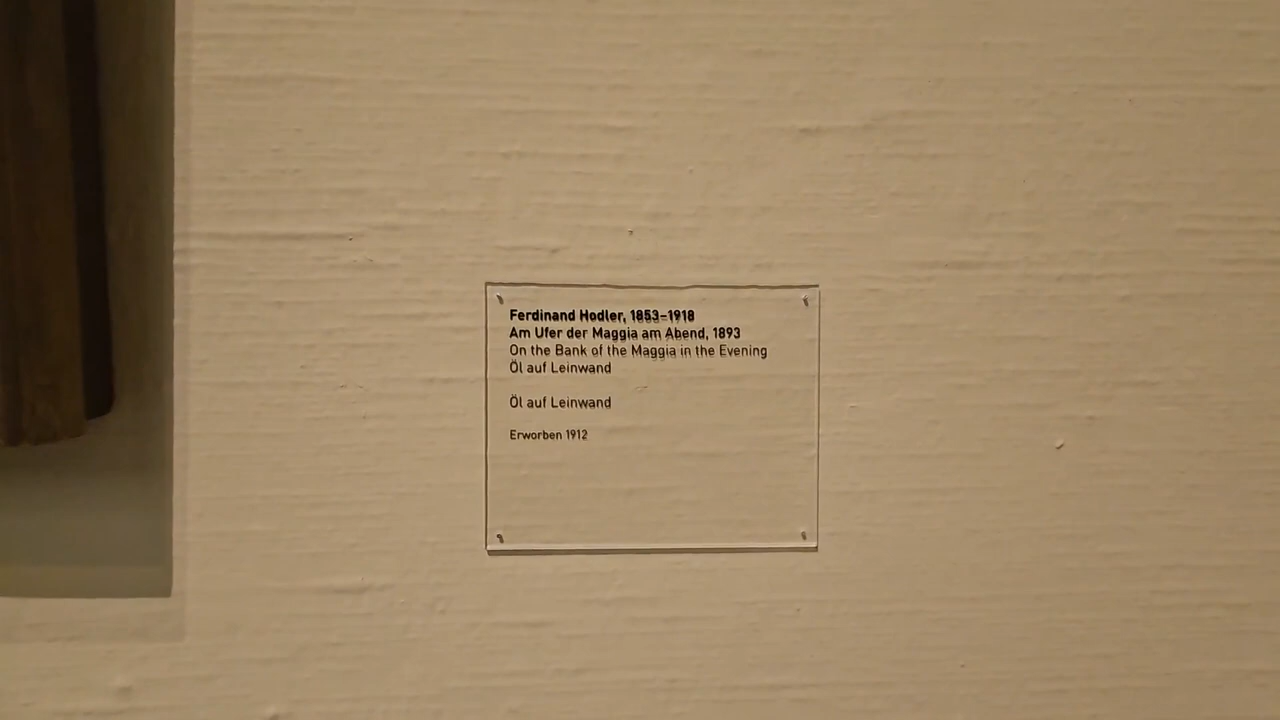 Ferdinand Hodler, 1853–1918
Am Ufer der Maggia am Abend, 1893
On the Bank of the Maggia in the Evening
Öl auf Leinwand
Öl auf Leinwand
Erworben 1912